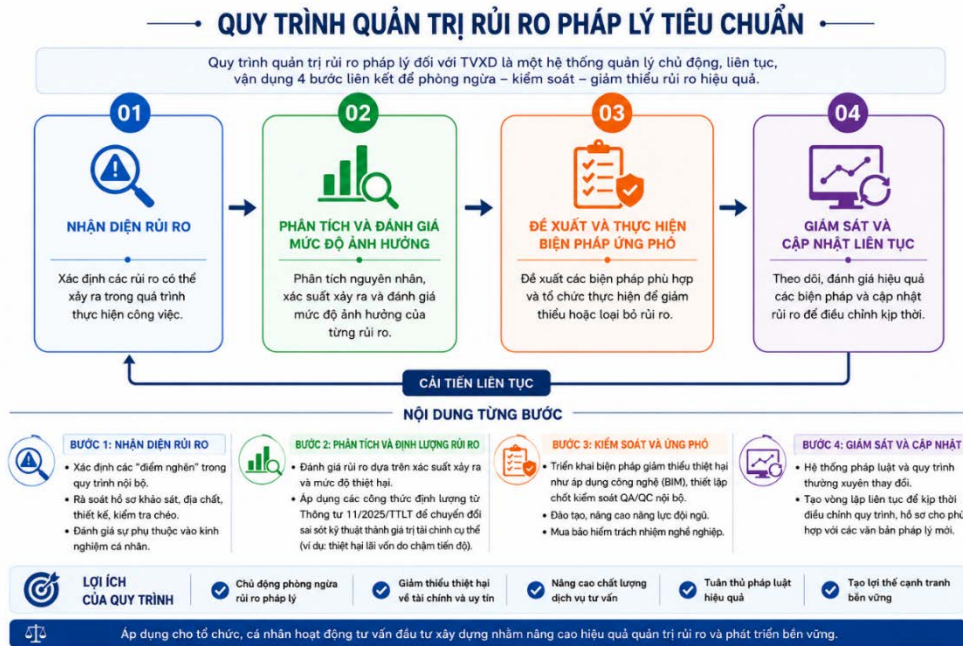 QUY TRÌNH QUẢN TRỊ RỦI RO PHÁP LÝ TIÊU CHUẨN
Quy trình quản trị rủi ro pháp lý đối với TVXD là một hệ thống quản lý chủ động, liên tục,
vận dụng 4 bước liên kết để phòng ngừa – kiểm soát – giảm thiểu rủi ro hiệu quả.
01
NHẬN DIỆN RỦI RO
Xác định các rủi ro có thể
xảy ra trong quá trình
thực hiện công việc.
02
PHÂN TÍCH VÀ ĐÁNH GIÁ
MỨC ĐỘ ẢNH HƯỞNG
Phân tích nguyên nhân,
xác suất xảy ra và đánh giá
mức độ ảnh hưởng của
từng rủi ro.
03
ĐỀ XUẤT VÀ THỰC HIỆN
BIỆN PHÁP ỨNG PHÓ
Đề xuất các biện pháp phù hợp
và tổ chức thực hiện để giảm
thiểu hoặc loại bỏ rủi ro.
04
GIÁM SÁT VÀ
CẬP NHẬT LIÊN TỤC
Theo dõi, đánh giá hiệu quả
các biện pháp và cập nhật
rủi ro để điều chỉnh kịp thời.
CẢI TIẾN LIÊN TỤC
NỘI DUNG TỪNG BƯỚC
BƯỚC 1: NHẬN DIỆN RỦI RO
• Xác định các "điểm nghẽn" trong
quy trình nội bộ.
• Rà soát hồ sơ khảo sát, địa chất,
thiết kế, kiểm tra chéo.
• Đánh giá sự phụ thuộc vào kinh
nghiệm cá nhân.
BƯỚC 2: PHÂN TÍCH VÀ ĐỊNH LƯỢNG RỦI RO
• Đánh giá rủi ro dựa trên xác suất xảy ra
và mức độ thiệt hại.
• Áp dụng các công thức định lượng từ
Thông tư 11/2025/TTLT để chuyển đổi
sai sót kỹ thuật thành giá trị tài chính cụ thể
(ví dụ: thiệt hại lãi vốn do chậm tiến độ).
BƯỚC 3: KIỂM SOÁT VÀ ỨNG PHÓ
• Triển khai biện pháp giảm thiểu thiệt hại
như áp dụng công nghệ (BIM), thiết lập
chốt kiểm soát QA/QC nội bộ.
• Đào tạo, nâng cao năng lực đội ngũ.
• Mua bảo hiểm trách nhiệm nghề nghiệp.
BƯỚC 4: GIÁM SÁT VÀ CẬP NHẬT
• Hệ thống pháp luật và quy trình
thường xuyên thay đổi.
• Tạo vòng lặp liên tục để kịp thời
điều chỉnh quy trình, hồ sơ cho phù
hợp với các văn bản pháp lý mới.
LỢI ÍCH
CỦA QUY TRÌNH
Chủ động phòng ngừa
rủi ro pháp lý
Giảm thiểu thiệt hại
về tài chính và uy tín
Nâng cao chất lượng
dịch vụ tư vấn
Tuân thủ pháp luật
hiệu quả
Tạo lợi thế cạnh tranh
bền vững
Áp dụng cho tổ chức, cá nhân hoạt động tư vấn đầu tư xây dựng nhằm nâng cao hiệu quả quản trị rủi ro và phát triển bền vững.